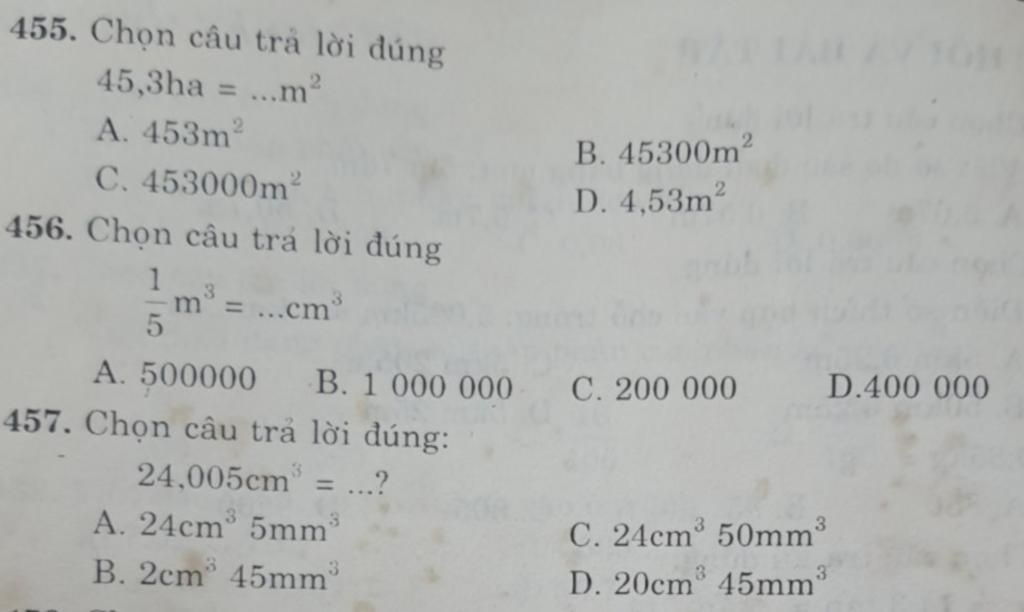 455. Chọn câu trả lời đúng
45,3ha = ...m²
A. 453m² B. 45300m²
C. 453000m² D. 4,53m²
456. Chọn câu trả lời đúng
1/5 m³ = ...cm³
A. 500000 B. 1 000 000 C. 200 000 D.400 000
457. Chọn câu trả lời đúng:
24,005cm³ = ...?
A. 24cm³ 5mm³ C. 24cm³ 50mm³
B. 2cm³ 45mm³ D. 20cm³ 45mm³